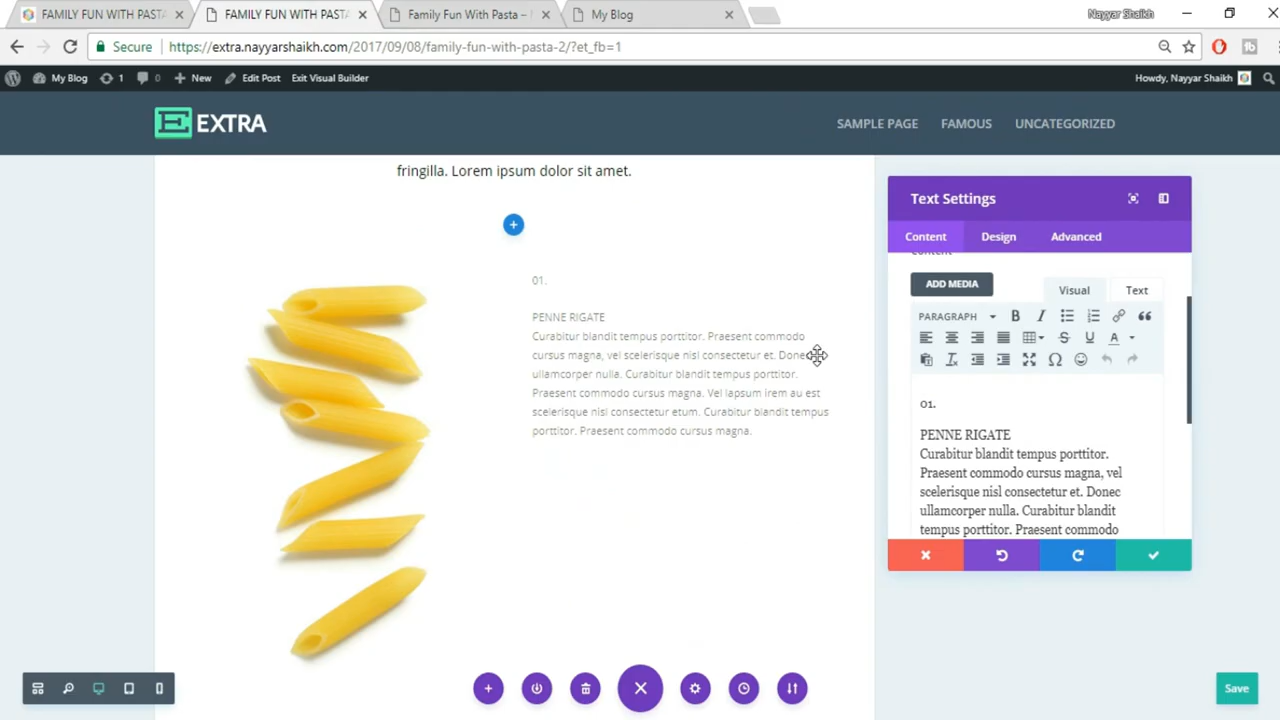 FAMILY FUN WITH PASTA
FAMILY FUN WITH PASTA
Family Fun With Pasta –
My Blog
Nayyar Shaikh
Secure
https://extra.nayyarshaikh.com/2017/09/08/family-fun-with-pasta-2/?et_fb=1
My Blog
1
0
New
Edit Post
Exit Visual Builder
Howdy, Nayyar Shaikh
E EXTRA
SAMPLE PAGE
FAMOUS
UNCATEGORIZED
fringilla. Lorem ipsum dolor sit amet.
01.
PENNE RIGATE
Curabitur blandit tempus porttitor. Praesent commodo
cursus magna, vel scelerisque nisl consectetur et. Donec
ullamcorper nulla. Curabitur blandit tempus porttitor.
Praesent commodo cursus magna. Vel lapsum irem au est
scelerisque nisi consectetur etum. Curabitur blandit tempus
porttitor. Praesent commodo cursus magna.
Text Settings
Content
Design
Advanced
Content
ADD MEDIA
Visual
Text
PARAGRAPH
B
I
U
A
01.
PENNE RIGATE
Curabitur blandit tempus porttitor.
Praesent commodo cursus magna, vel
scelerisque nisl consectetur et. Donec
ullamcorper nulla. Curabitur blandit
tempus porttitor. Praesent commodo
Save